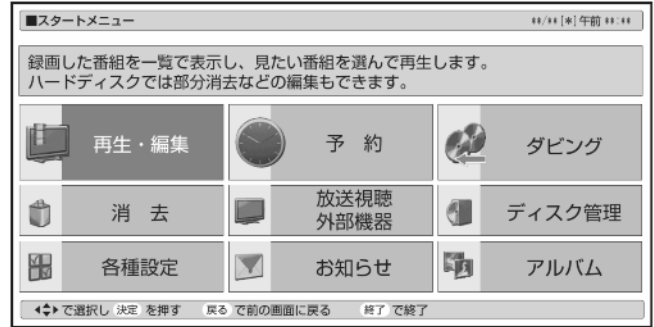 ■スタートメニュー
**/**[*]午前 **:**
録画した番組を一覧で表示し、見たい番組を選んで再生します。
ハードディスクでは部分消去などの編集もできます。
再生・編集
予 約
ダビング
消 去
放送視聴
外部機器
ディスク管理
各種設定
お知らせ
アルバム
で選択し 決定 を押す 戻る で前の画面に戻る 終了 で終了